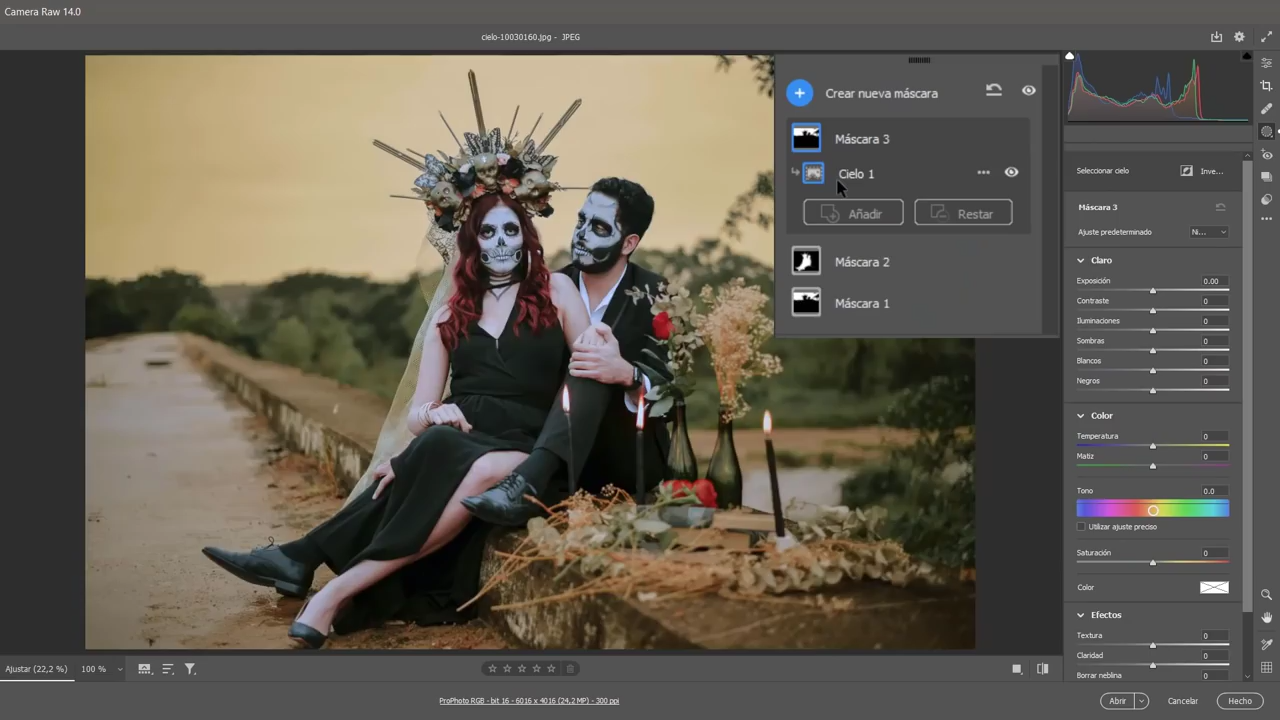 Camera Raw 14.0
cielo-10030160.jpg - JPEG
Crear nueva máscara
Máscara 3
Cielo 1
Añadir
Restar
Máscara 2
Máscara 1
Seleccionar cielo
Inve...
Máscara 3
Ajuste predeterminado
Ni...
Claro
Exposición 0.00
Contraste 0
Iluminaciones 0
Sombras 0
Blancos 0
Negros 0
Color
Temperatura 0
Matiz 0
Tono 0.0
Utilizar ajuste preciso
Saturación 0
Color
Efectos
Textura 0
Claridad 0
Borrar neblina 0
Ajustar (22,2 %)
100 %
ProPhoto RGB - bit 16 - 6016 x 4016 (24,2 MP) - 300 ppi
Abrir
Cancelar
Hecho